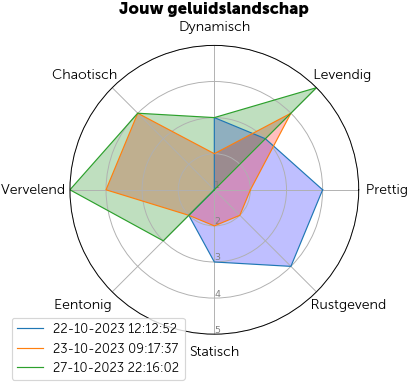 Jouw geluidslandschap
Dynamisch
Chaotisch
Levendig
Vervelend
Prettig
2
3
4
5
Eentonig
Rustgevend
Statisch
22-10-2023 12:12:52
23-10-2023 09:17:37
27-10-2023 22:16:02